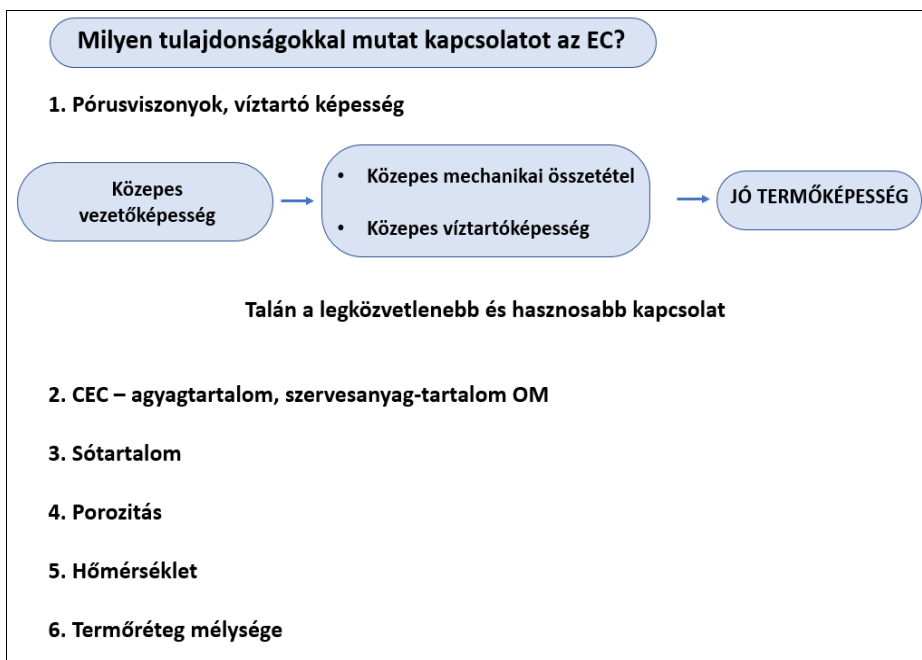 Milyen tulajdonságokkal mutat kapcsolatot az EC?
1. Pórusviszonyok, víztartó képesség
Közepes
vezetőképesség
• Közepes mechanikai összetétel
• Közepes víztartóképesség
JÓ TERMŐKÉPESSÉG
Talán a legközvetlenebb és hasznosabb kapcsolat
2. CEC – agyagtartalom, szervesanyag-tartalom OM
3. Sótartalom
4. Porozitás
5. Hőmérséklet
6. Termőréteg mélysége